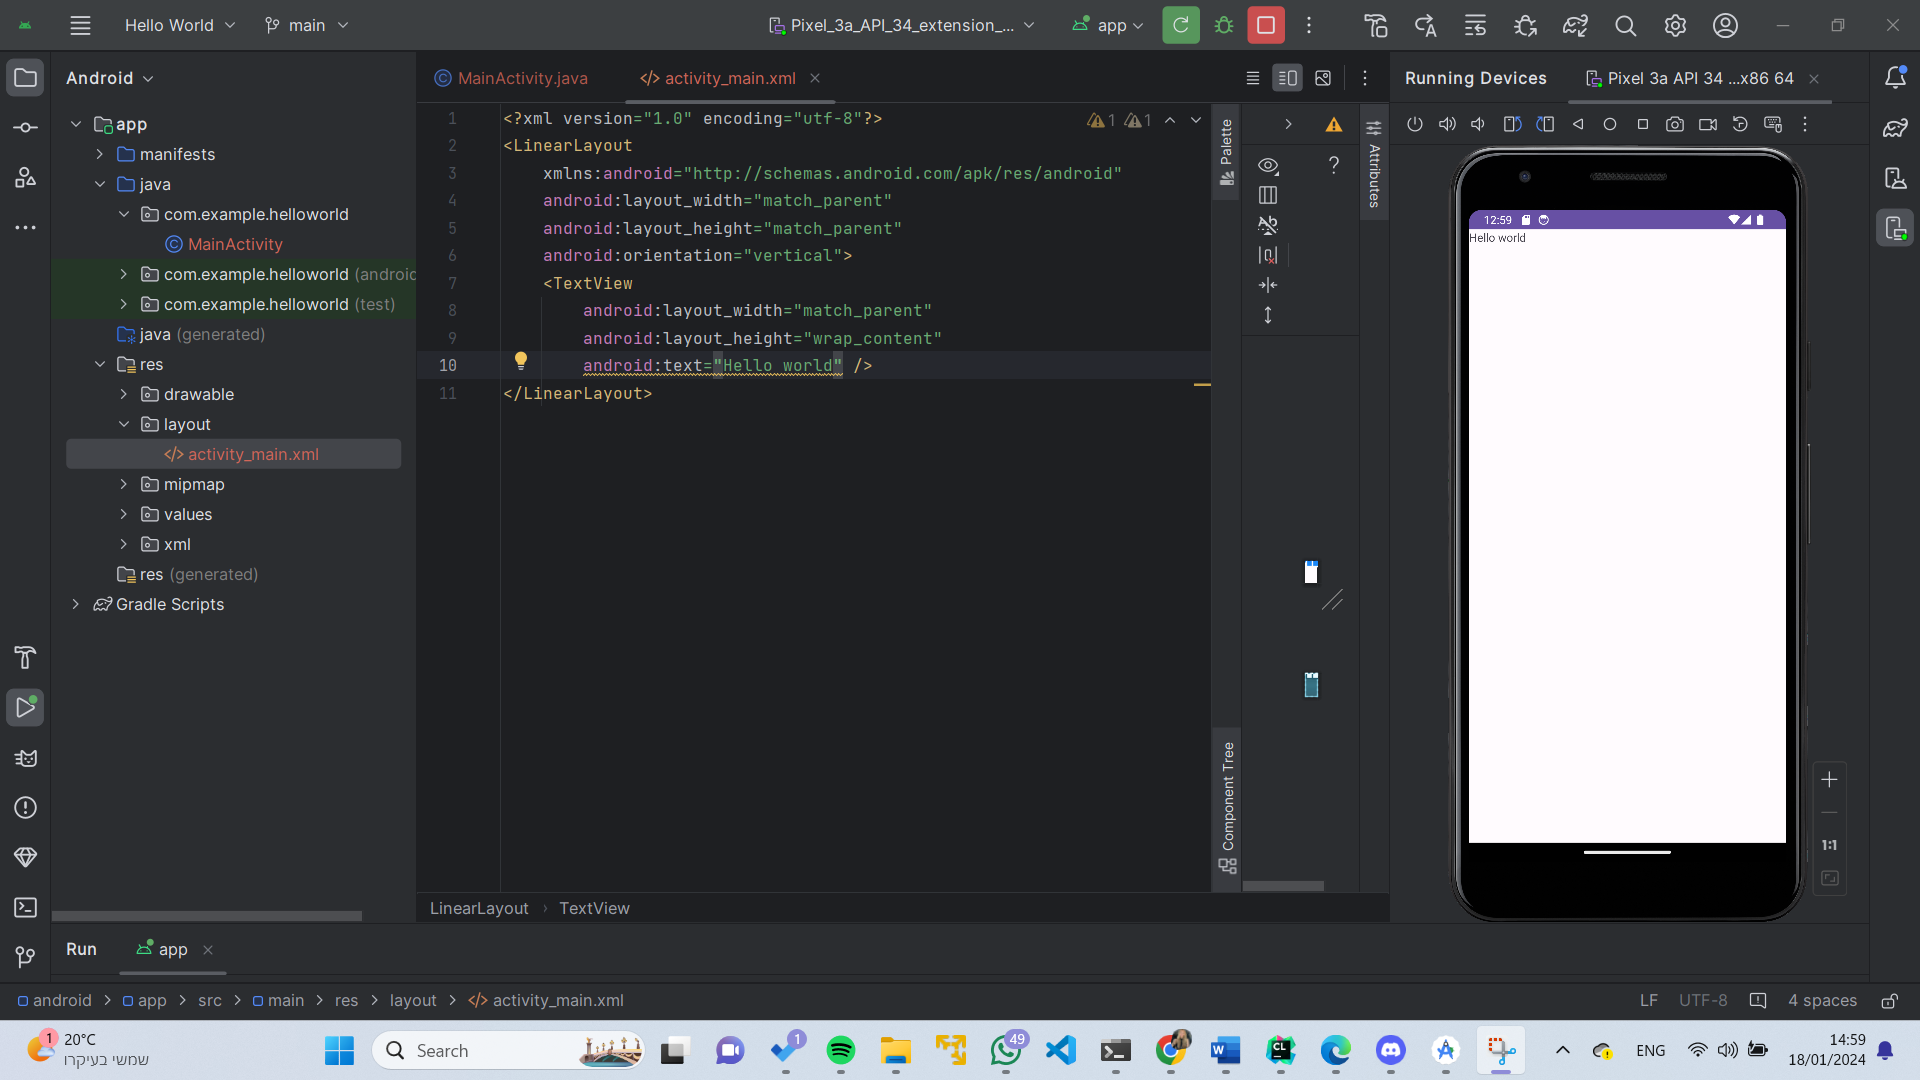 Hello World
main
Pixel_3a_API_34_extension_...
app
Android
MainActivity.java
activity_main.xml
Running Devices
Pixel 3a API 34 ...x86 64
app
manifests
java
com.example.helloworld
MainActivity
com.example.helloworld (androic
com.example.helloworld (test)
java (generated)
res
drawable
layout
activity_main.xml
mipmap
values
xml
res (generated)
Gradle Scripts
1 <?xml version="1.0" encoding="utf-8"?>
2 <LinearLayout
3 xmlns:android="http://schemas.android.com/apk/res/android"
4 android:layout_width="match_parent"
5 android:layout_height="match_parent"
6 android:orientation="vertical">
7 <TextView
8 android:layout_width="match_parent"
9 android:layout_height="wrap_content"
10 android:text="Hello world" />
11 </LinearLayout>
1 1
Palette
Attributes
Component Tree
12:59
Hello world
1:1
LinearLayout > TextView
Run
app
android > app > src > main > res > layout > activity_main.xml
LF UTF-8 4 spaces
1
20°C
שמשי בעיקרו
Search
1
49
CL
ENG
14:59
18/01/2024